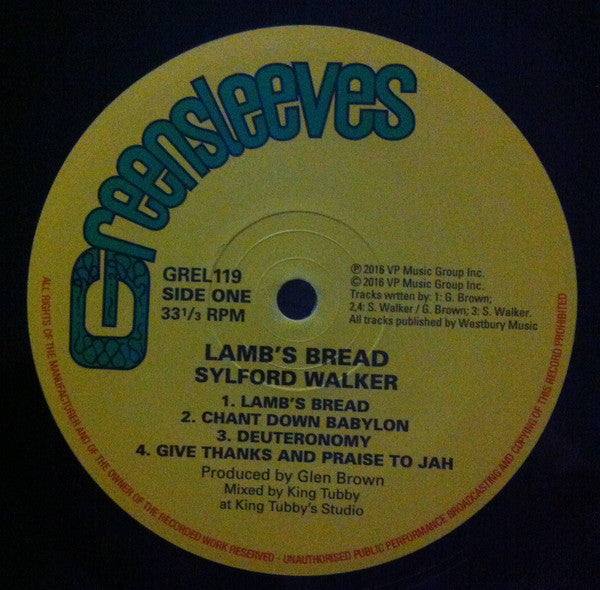 Greensleeves
GREL119
SIDE ONE
33 1/3 RPM
℗ 2016 VP Music Group Inc.
© 2016 VP Music Group Inc.
Tracks wrtten by: 1: G. Brown;
2,4: S. Walker / G. Brown; 3: S. Walker.
All tracks published by Westbury Music
LAMB'S BREAD
SYLFORD WALKER
1. LAMB'S BREAD
2. CHANT DOWN BABYLON
3. DEUTERONOMY
4. GIVE THANKS AND PRAISE TO JAH
Produced by Glen Brown
Mixed by King Tubby
at King Tubby's Studio
ALL RIGHTS OF THE MANUFACTURER AND OF THE OWNER OF THE RECORDED WORK RESERVED - UNAUTHORISED PUBLIC PERFORMANCE BROADCASTING AND COPYING OF THIS RECORD PROHIBITED